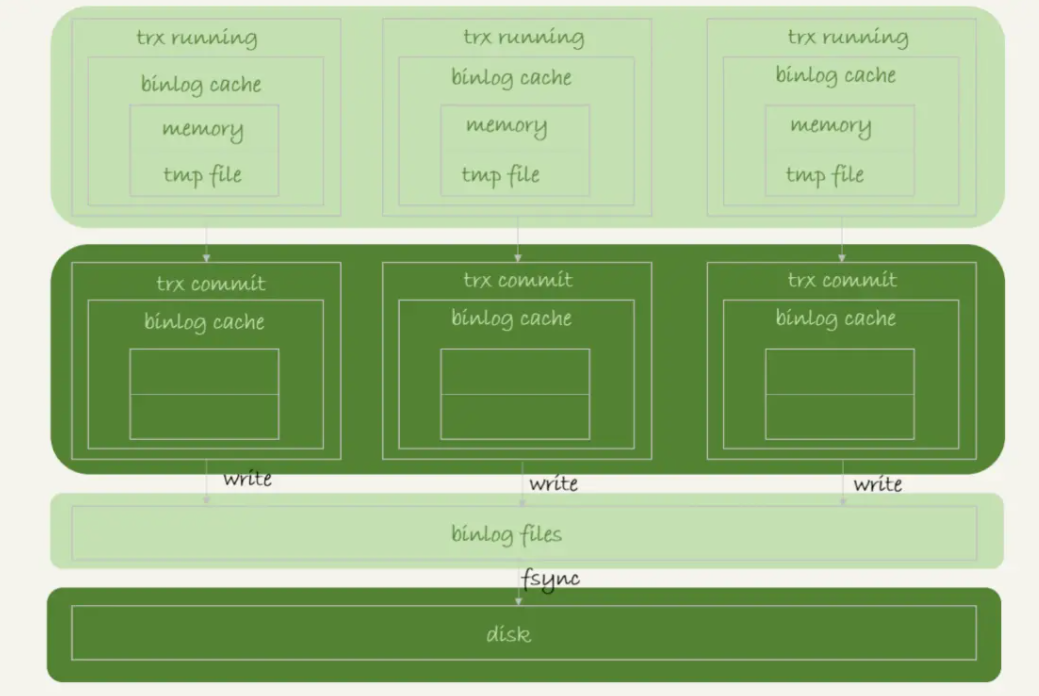 trx running
trx running
trx running
binlog cache
binlog cache
binlog cache
memory
memory
memory
tmp file
tmp file
tmp file
trx commit
trx commit
trx commit
binlog cache
binlog cache
binlog cache
write
write
write
binlog files
fsync
disk